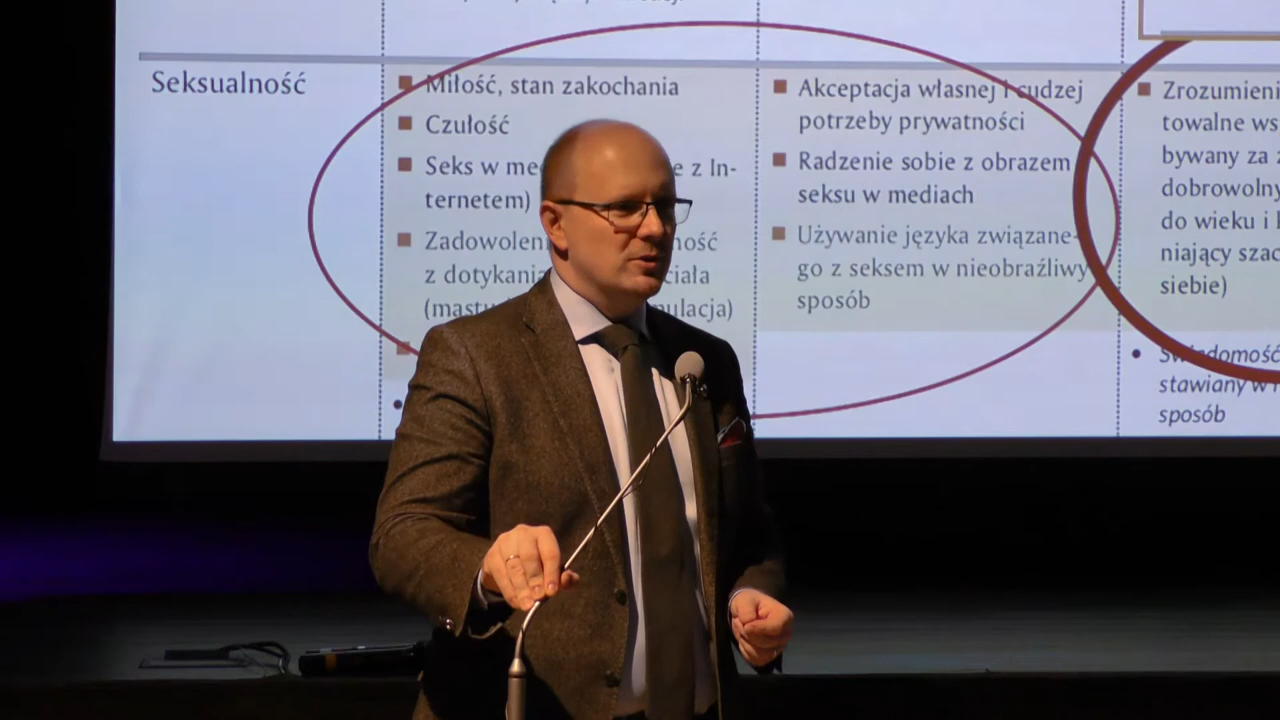 Seksualność
Miłość, stan zakochania
Czułość
Seks w me e z In-
ternetem)
Zadowoleni ność
z dotykania ciała
(mastu mulacja)
Akceptacja własnej i cudzej
potrzeby prywatności
Radzenie sobie z obrazem
seksu w mediach
Używanie języka związane-
go z seksem w nieobraźliwy
sposób
Zrozumieni
towalne ws
bywany za z
dobrowolny
do wieku i
niający szac
siebie)
Świadomość
stawiany w
sposób